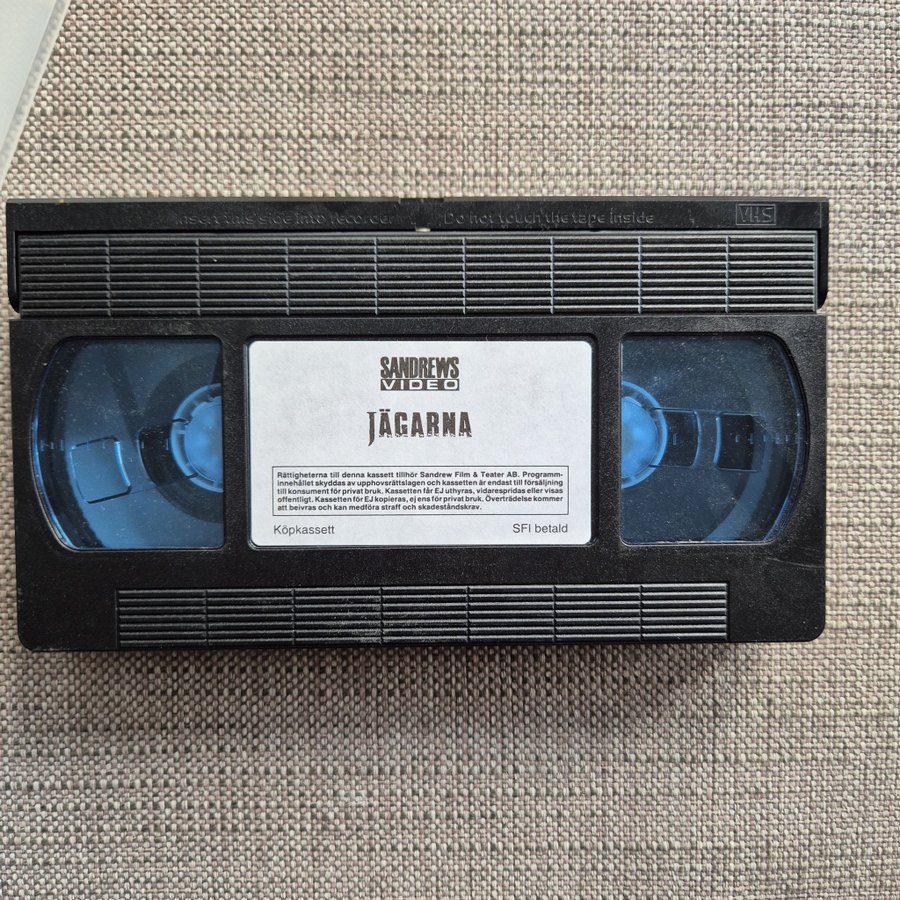 Insert this side into recorder Do not touch the tape inside VHS
SANDREWS
VIDEO
JÄGARNA
Rättigheterna till denna kassett tillhör Sandrew Film & Teater AB. Programm-
innehållet skyddas av upphovsrättslagen och kassetten är endast till försäljning
till konsument för privat bruk. Kassetten får EJ uthyras, vidarespridas eller visas
offentligt. Kassetten för EJ kopieras, ej ens för privat bruk. Överträdelse kommer
att beivras och kan medföra straff och skadeståndskrav.
Köpkassett SFI betald